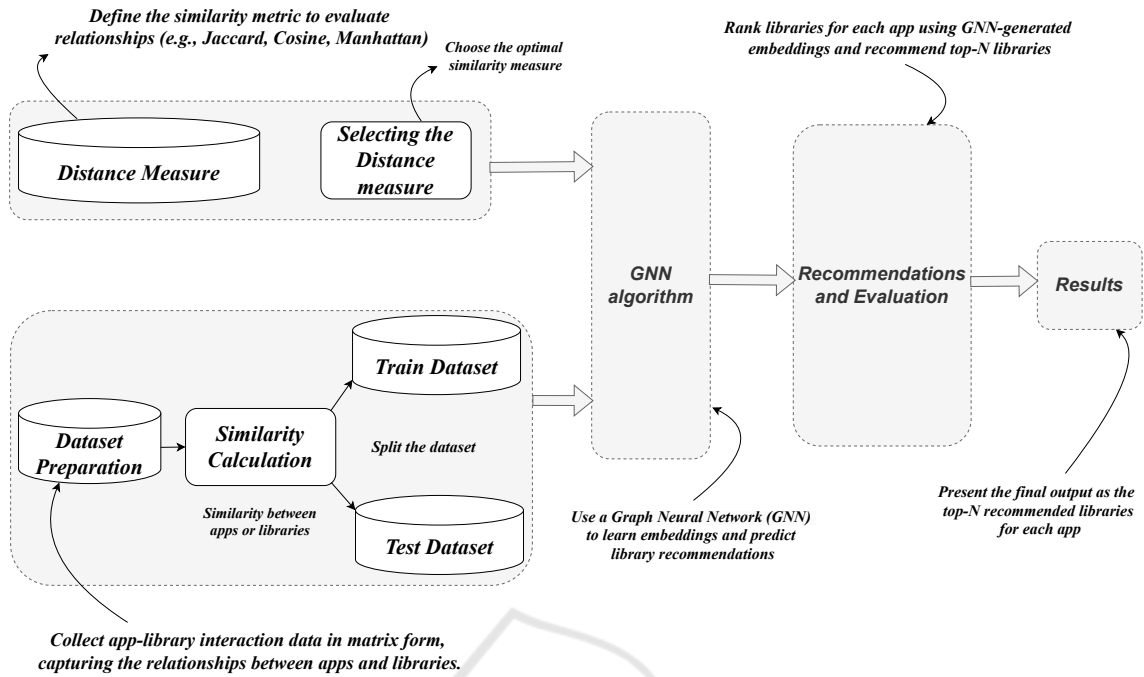 Define the similarity metric to evaluate
relationships (e.g., Jaccard, Cosine, Manhattan)
Choose the optimal
similarity measure
Rank libraries for each app using GNN-generated
embeddings and recommend top-N libraries
Distance Measure
Selecting the
Distance
measure
GNN
algorithm
Recommendations
and Evaluation
Results
Train Dataset
Dataset
Preparation
Similarity
Calculation
Split the dataset
Similarity between
apps or libraries
Test Dataset
Use a Graph Neural Network (GNN)
to learn embeddings and predict
library recommendations
Present the final output as the
top-N recommended libraries
for each app
Collect app-library interaction data in matrix form,
capturing the relationships between apps and libraries.